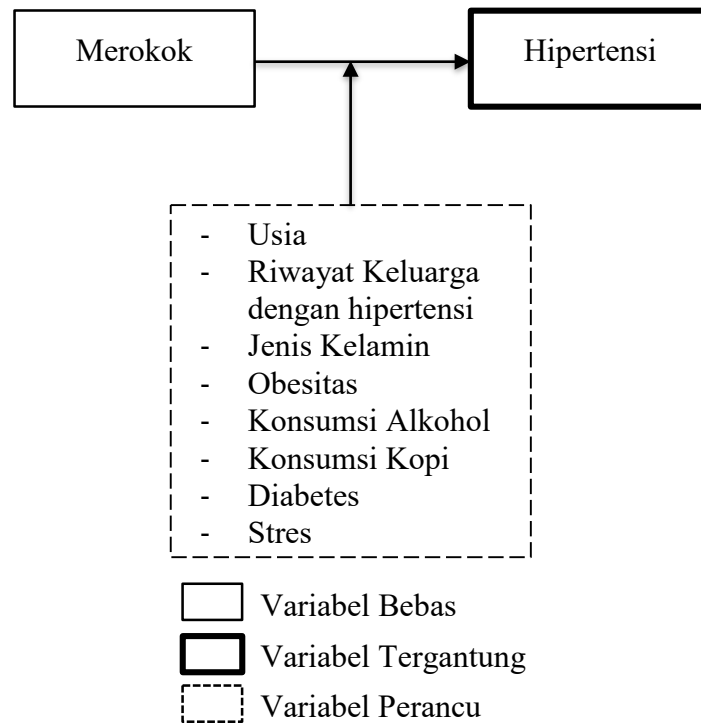 Merokok
Hipertensi
- Usia
- Riwayat Keluarga
dengan hipertensi
- Jenis Kelamin
- Obesitas
- Konsumsi Alkohol
- Konsumsi Kopi
- Diabetes
- Stres
Variabel Bebas
Variabel Tergantung
Variabel Perancu